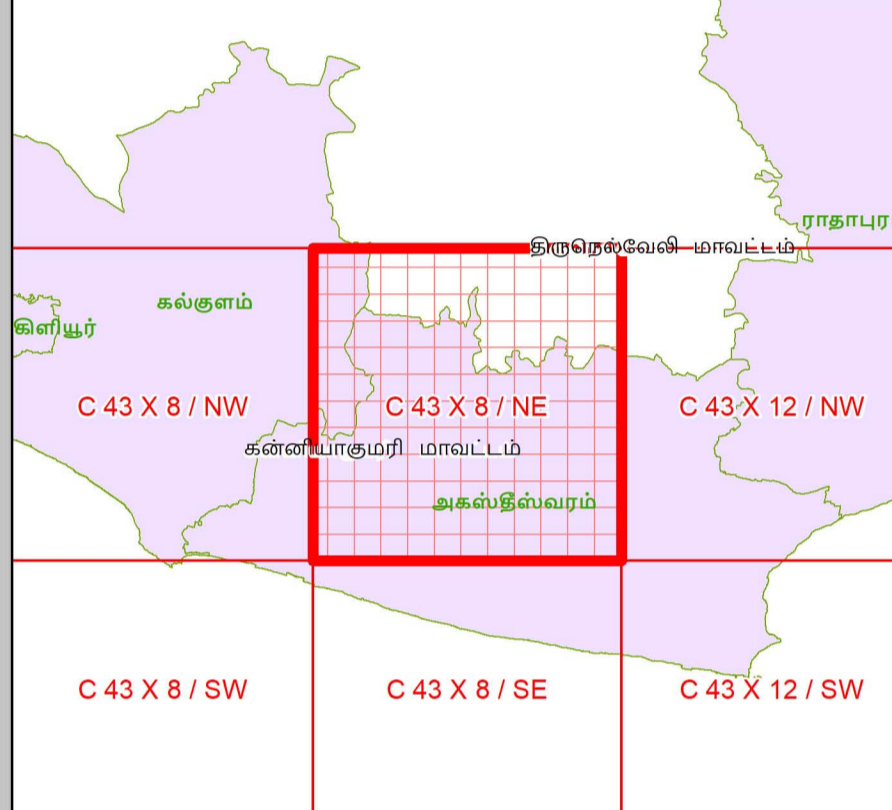 ராதாபுர
திருநெல்வேலி மாவட்டம்
கல்குளம்
கிளியூர்
C 43 X 8 / NW
C 43 X 8 / NE
C 43 X 12 / NW
கன்னியாகுமரி மாவட்டம்
அகஸ்தீஸ்வரம்
C 43 X 8 / SW
C 43 X 8 / SE
C 43 X 12 / SW